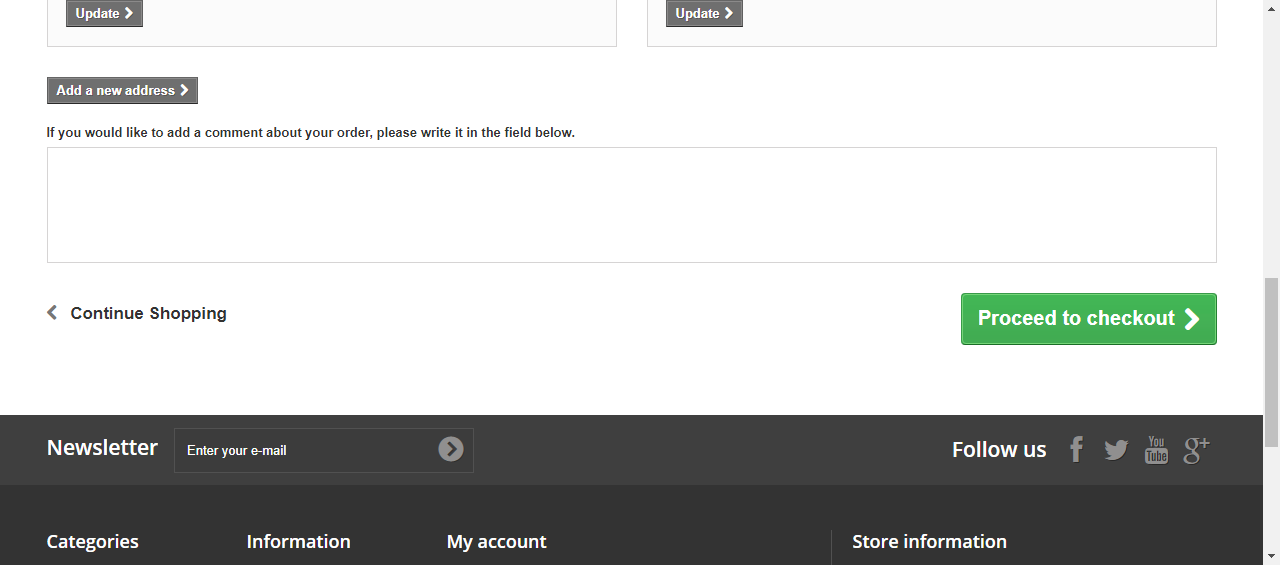 Update
Update
Add a new address
If you would like to add a comment about your order, please write it in the field below.
Continue Shopping
Proceed to checkout
Newsletter
Enter your e-mail
Follow us
You
Tube
g+
Categories
Information
My account
Store information